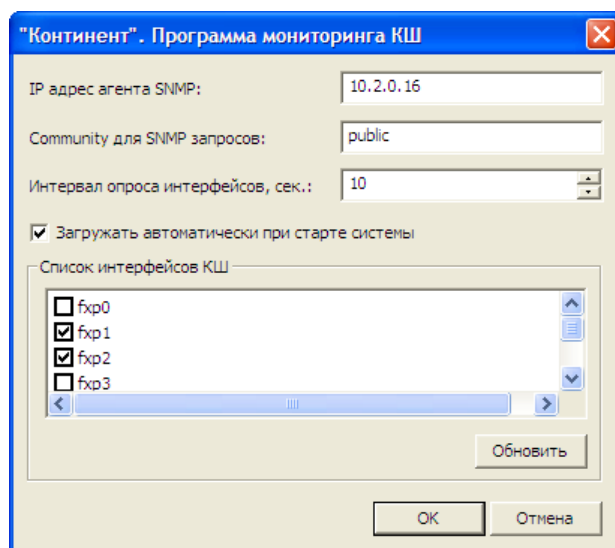 "Континент". Программа мониторинга КШ
IP адрес агента SNMP: 10.2.0.16
Community для SNMP запросов: public
Интервал опроса интерфейсов, сек.: 10
Загружать автоматически при старте системы
Список интерфейсов КШ
fxp0
fxp1
fxp2
fxp3
Обновить
OK Отмена